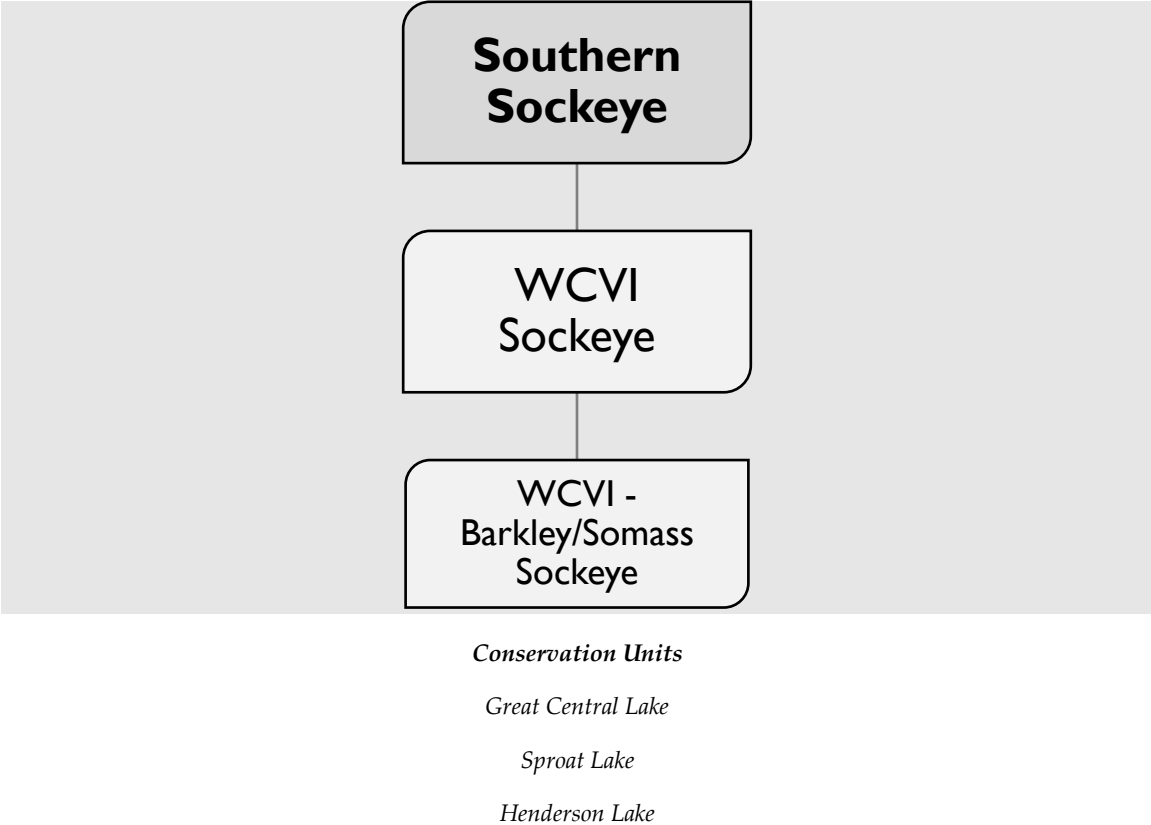 Southern
Sockeye
WCVI
Sockeye
WCVI -
Barkley/Somass
Sockeye
Conservation Units
Great Central Lake
Sproat Lake
Henderson Lake